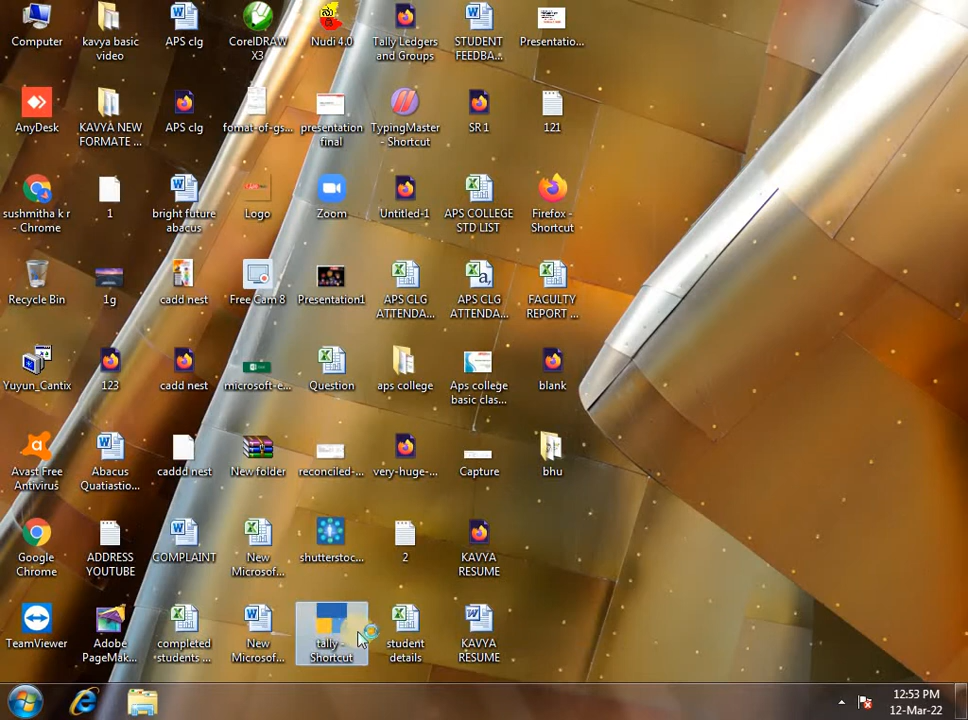 Computer
kavya basic
video
APS clg
CorelDRAW
X3
Nudi 4.0
Tally Ledgers
and Groups
STUDENT
FEEDBA...
Presentatio...
AnyDesk
KAVYA NEW
FORMATE ...
APS clg
fomat-of-gs...
presentation
final
TypingMaster
- Shortcut
SR 1
121
sushmitha k r
- Chrome
1
bright future
abacus
Logo
Zoom
Untitled-1
APS COLLEGE
STD LIST
Firefox -
Shortcut
Recycle Bin
1g
cadd nest
Free Cam 8
Presentation1
APS CLG
ATTENDA...
APS CLG
ATTENDA...
FACULTY
REPORT ...
Yuyun_Cantix
123
cadd nest
microsoft-e...
Question
aps college
Aps college
basic clas...
blank
Avast Free
Antivirus
Abacus
Quatiastio...
caddd nest
New folder
reconciled-...
very-huge-...
Capture
bhu
Google
Chrome
ADDRESS
YOUTUBE
COMPLAINT
New
Microsof...
shutterstoc...
2
KAVYA
RESUME
TeamViewer
Adobe
PageMak...
completed
students ...
New
Microsof...
tally -
Shortcut
student
details
KAVYA
RESUME
12:53 PM
12-Mar-22